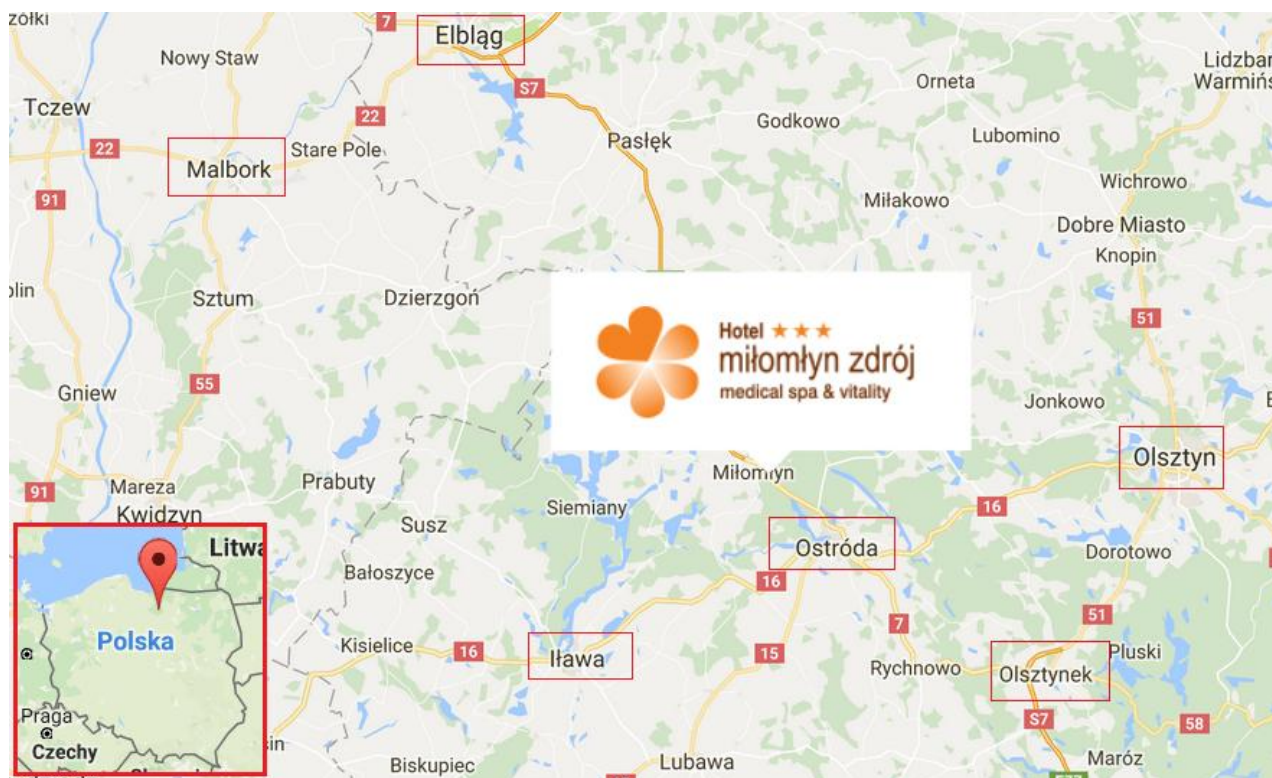 7
Elbląg
Nowy Staw
Lidzbar
Warmińs
S7
Orneta
Tczew
22
Godkowo
Lubomino
Pasłęk
22
Stare Pole
Malbork
91
Wichrowo
Miłakowo
Dobre Miasto
Knopin
Sztum
Dzierzgoń
51
Hotel ★★★
miłomłyn zdrój
medical spa & vitality
Gniew
55
Jonkowo
Olsztyn
Miłomłyn
91
Mareza
Prabuty
Kwidzyn
Siemiany
16
Susz
Ostróda
Dorotowo
Litwa
Bałoszyce
16
51
Polska
Kisielice
16
Iława
15
7
Rychnowo
Olsztynek
Pluski
Praga
S7
58
Czechy
Biskupiec
Lubawa
Maróz